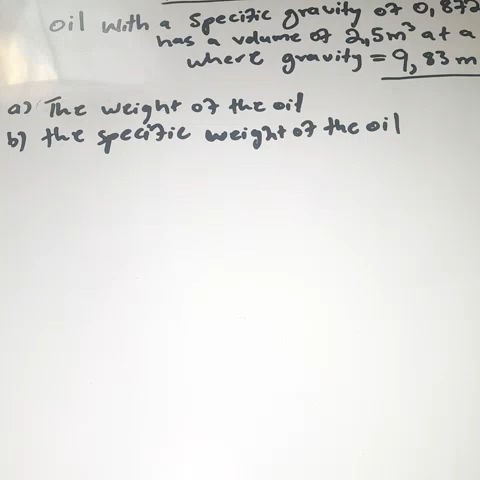 oil with a specific gravity of 0,872
has a volume of 2,5m³ at a
where gravity = 9,83 m
a) The weight of the oil
b) the specific weight of the oil